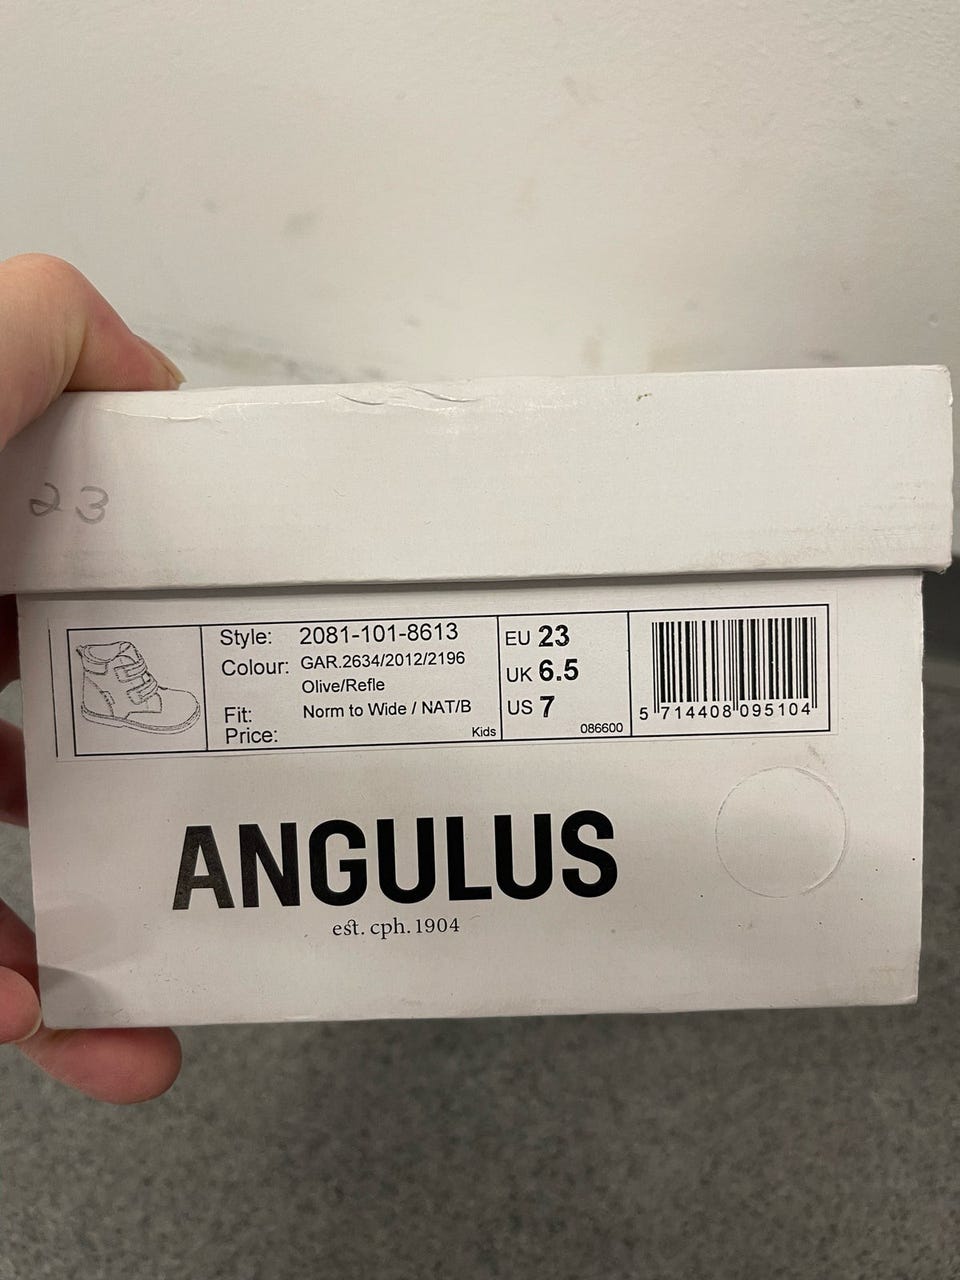 23
Style: 2081-101-8613
Colour: GAR.2634/2012/2196
Olive/Refle
Fit: Norm to Wide / NAT/B
Price:
Kids
EU 23
UK 6.5
US 7
086600
5 714408 095104
ANGULUS
est. cph. 1904